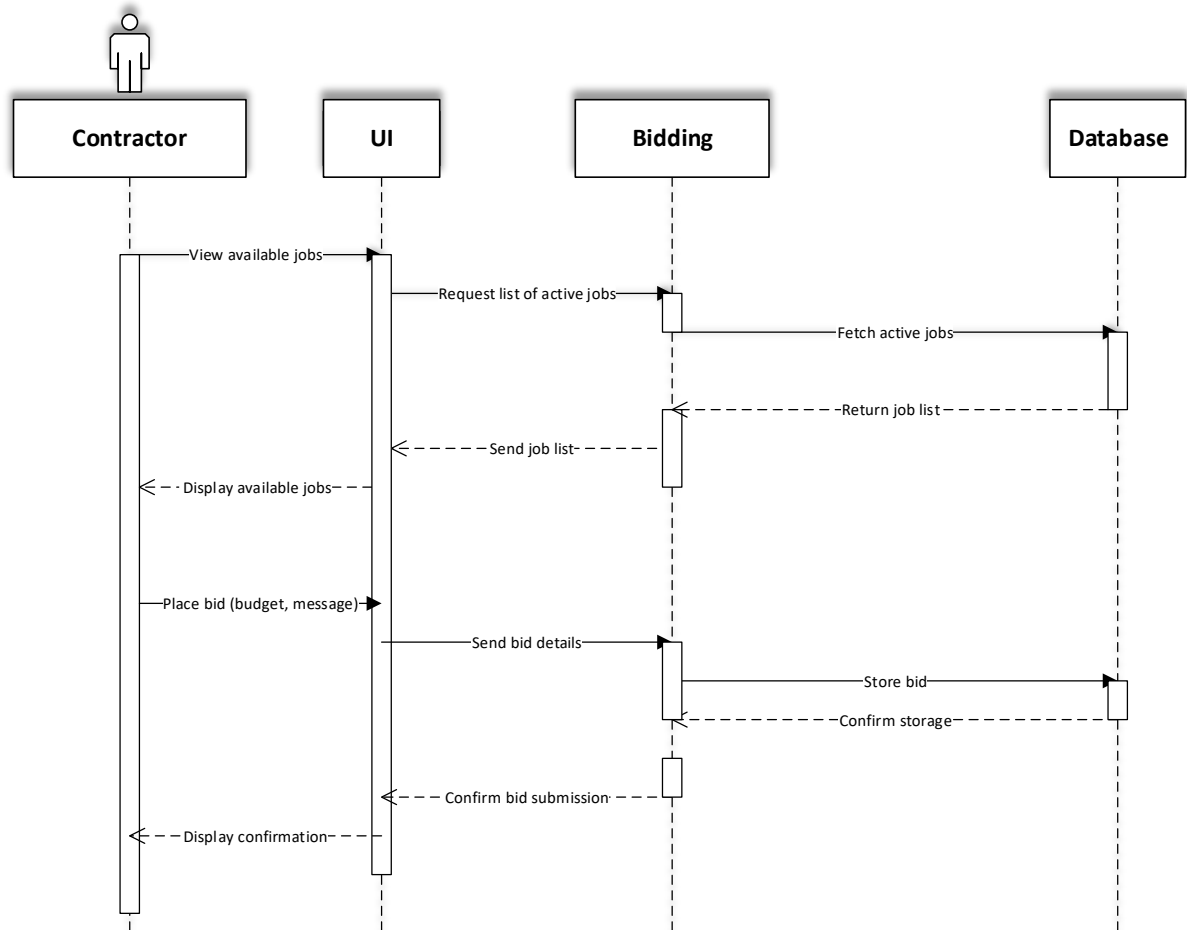 Contractor
UI
Bidding
Database
View available jobs
Request list of active jobs
Fetch active jobs
Return job list
Send job list
Display available jobs
Place bid (budget, message)
Send bid details
Store bid
Confirm storage
Confirm bid submission
Display confirmation